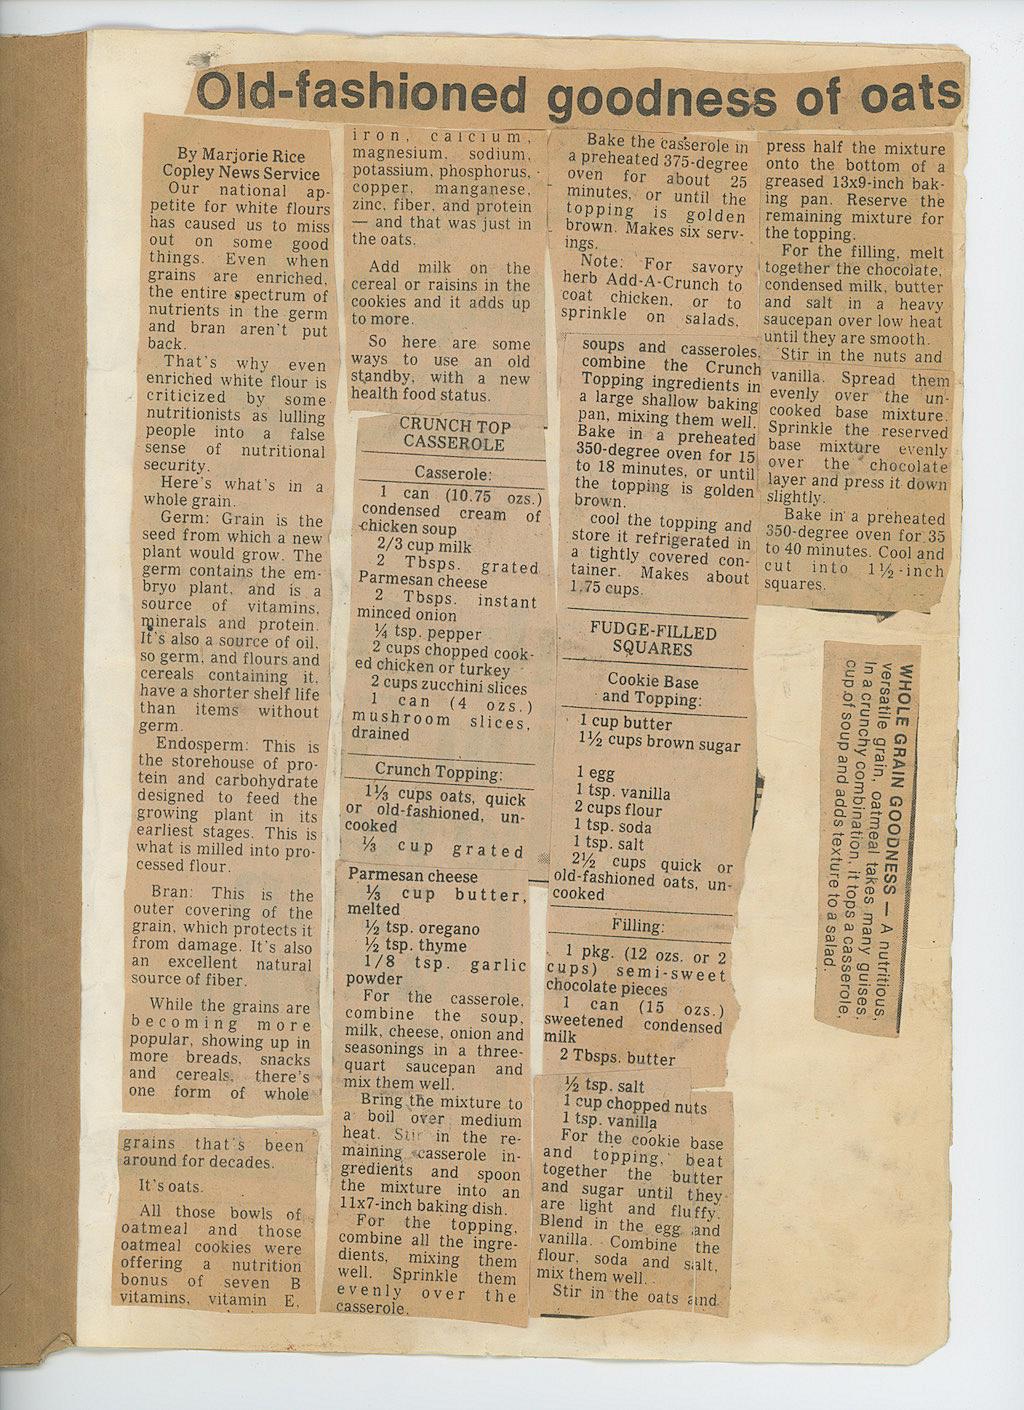 Old-fashioned goodness of oats
By Marjorie Rice
Copley News Service
Our national ap-
petite for white flours
has caused us to miss
out on some good
things. Even when
grains are enriched,
the entire spectrum of
nutrients in the germ
and bran aren't put
back.
That's why even
enriched white flour is
criticized by some
nutritionists as lulling
people into a false
sense of nutritional
security.
Here's what's in a
whole grain.
Germ: Grain is the
seed from which a new
plant would grow. The
germ contains the em-
bryo plant, and is a
source of vitamins,
minerals and protein.
It's also a source of oil,
so germ, and flours and
cereals containing it,
have a shorter shelf life
than items without
germ.
Endosperm: This is
the storehouse of pro-
tein and carbohydrate
designed to feed the
growing plant in its
earliest stages. This is
what is milled into pro-
cessed flour.
Bran: This is the
outer covering of the
grain, which protects it
from damage. It's also
an excellent natural
source of fiber.
While the grains are
becoming more
popular, showing up in
more breads, snacks
and cereals, there's
one form of whole
grains that's been
around for decades.
It's oats.
All those bowls of
oatmeal and those
oatmeal cookies were
offering a nutrition
bonus of seven B
vitamins, vitamin E,
iron, calcium,
magnesium, sodium,
potassium, phosphorus,
copper, manganese,
zinc, fiber, and protein
— and that was just in
the oats.
Add milk on the
cereal or raisins in the
cookies and it adds up
to more.
So here are some
ways to use an old
standby, with a new
health food status.
CRUNCH TOP
CASSEROLE
Casserole:
1 can (10.75 ozs.)
condensed cream of
chicken soup
2/3 cup milk
2 Tbsps. grated
Parmesan cheese
2 Tbsps. instant
minced onion
¼ tsp. pepper
2 cups chopped cook-
ed chicken or turkey
2 cups zucchini slices
1 can (4 ozs.)
mushroom slices,
drained
Crunch Topping:
1⅓ cups oats, quick
or old-fashioned, un-
cooked
⅓ cup grated
Parmesan cheese
⅓ cup butter,
melted
½ tsp. oregano
½ tsp. thyme
1/8 tsp. garlic
powder
For the casserole,
combine the soup,
milk, cheese, onion and
seasonings in a three-
quart saucepan and
mix them well.
Bring the mixture to
a boil over medium
heat. Stir in the re-
maining casserole in-
gredients and spoon
the mixture into an
11x7-inch baking dish.
For the topping,
combine all the ingre-
dients, mixing them
well. Sprinkle them
evenly over the
casserole.
Bake the casserole in
a preheated 375-degree
oven for about 25
minutes, or until the
topping is golden
brown. Makes six serv-
ings.
Note: For savory
herb Add-A-Crunch to
coat chicken, or to
sprinkle on salads,
soups and casseroles,
combine the Crunch
Topping ingredients in
a large shallow baking
pan, mixing them well.
Bake in a preheated
350-degree oven for 15
to 18 minutes, or until
the topping is golden
brown.
cool the topping and
store it refrigerated in
a tightly covered con-
tainer. Makes about
1.75 cups.
FUDGE-FILLED
SQUARES
Cookie Base
and Topping:
1 cup butter
1½ cups brown sugar
1 egg
1 tsp. vanilla
2 cups flour
1 tsp. soda
1 tsp. salt
2½ cups quick or
old-fashioned oats, un-
cooked
Filling:
1 pkg. (12 ozs. or 2
cups) semi-sweet
chocolate pieces
1 can (15 ozs.)
sweetened condensed
milk
2 Tbsps. butter
½ tsp. salt
1 cup chopped nuts
1 tsp. vanilla
For the cookie base
and topping, beat
together the butter
and sugar until they
are light and fluffy.
Blend in the egg and
vanilla. Combine the
flour, soda and salt,
mix them well.
Stir in the oats and
press half the mixture
onto the bottom of a
greased 13x9-inch bak-
ing pan. Reserve the
remaining mixture for
the topping.
For the filling, melt
together the chocolate,
condensed milk, butter
and salt in a heavy
saucepan over low heat
until they are smooth.
Stir in the nuts and
vanilla. Spread them
evenly over the un-
cooked base mixture.
Sprinkle the reserved
base mixture evenly
over the chocolate
layer and press it down
slightly.
Bake in a preheated
350-degree oven for 35
to 40 minutes. Cool and
cut into 1½-inch
squares.
WHOLE GRAIN GOODNESS — A nutritious,
versatile grain, oatmeal takes many guises.
In a crunchy combination, it tops a casserole,
cup of soup and adds texture to a salad.